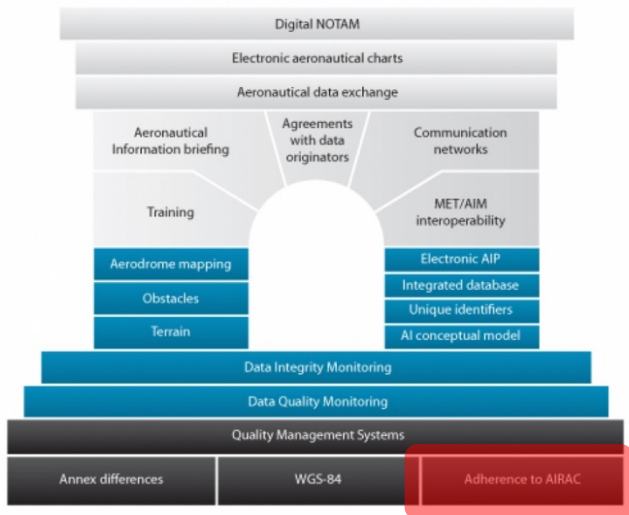 Digital NOTAM
Electronic aeronautical charts
Aeronautical data exchange
Aeronautical
Information briefing
Agreements
with data
originators
Communication
networks
Training
MET/AIM
interoperability
Aerodrome mapping
Obstacles
Terrain
Electronic AIP
Integrated database
Unique identifiers
AI conceptual model
Data Integrity Monitoring
Data Quality Monitoring
Quality Management Systems
Annex differences
WGS-84
Adherence to AIRAC